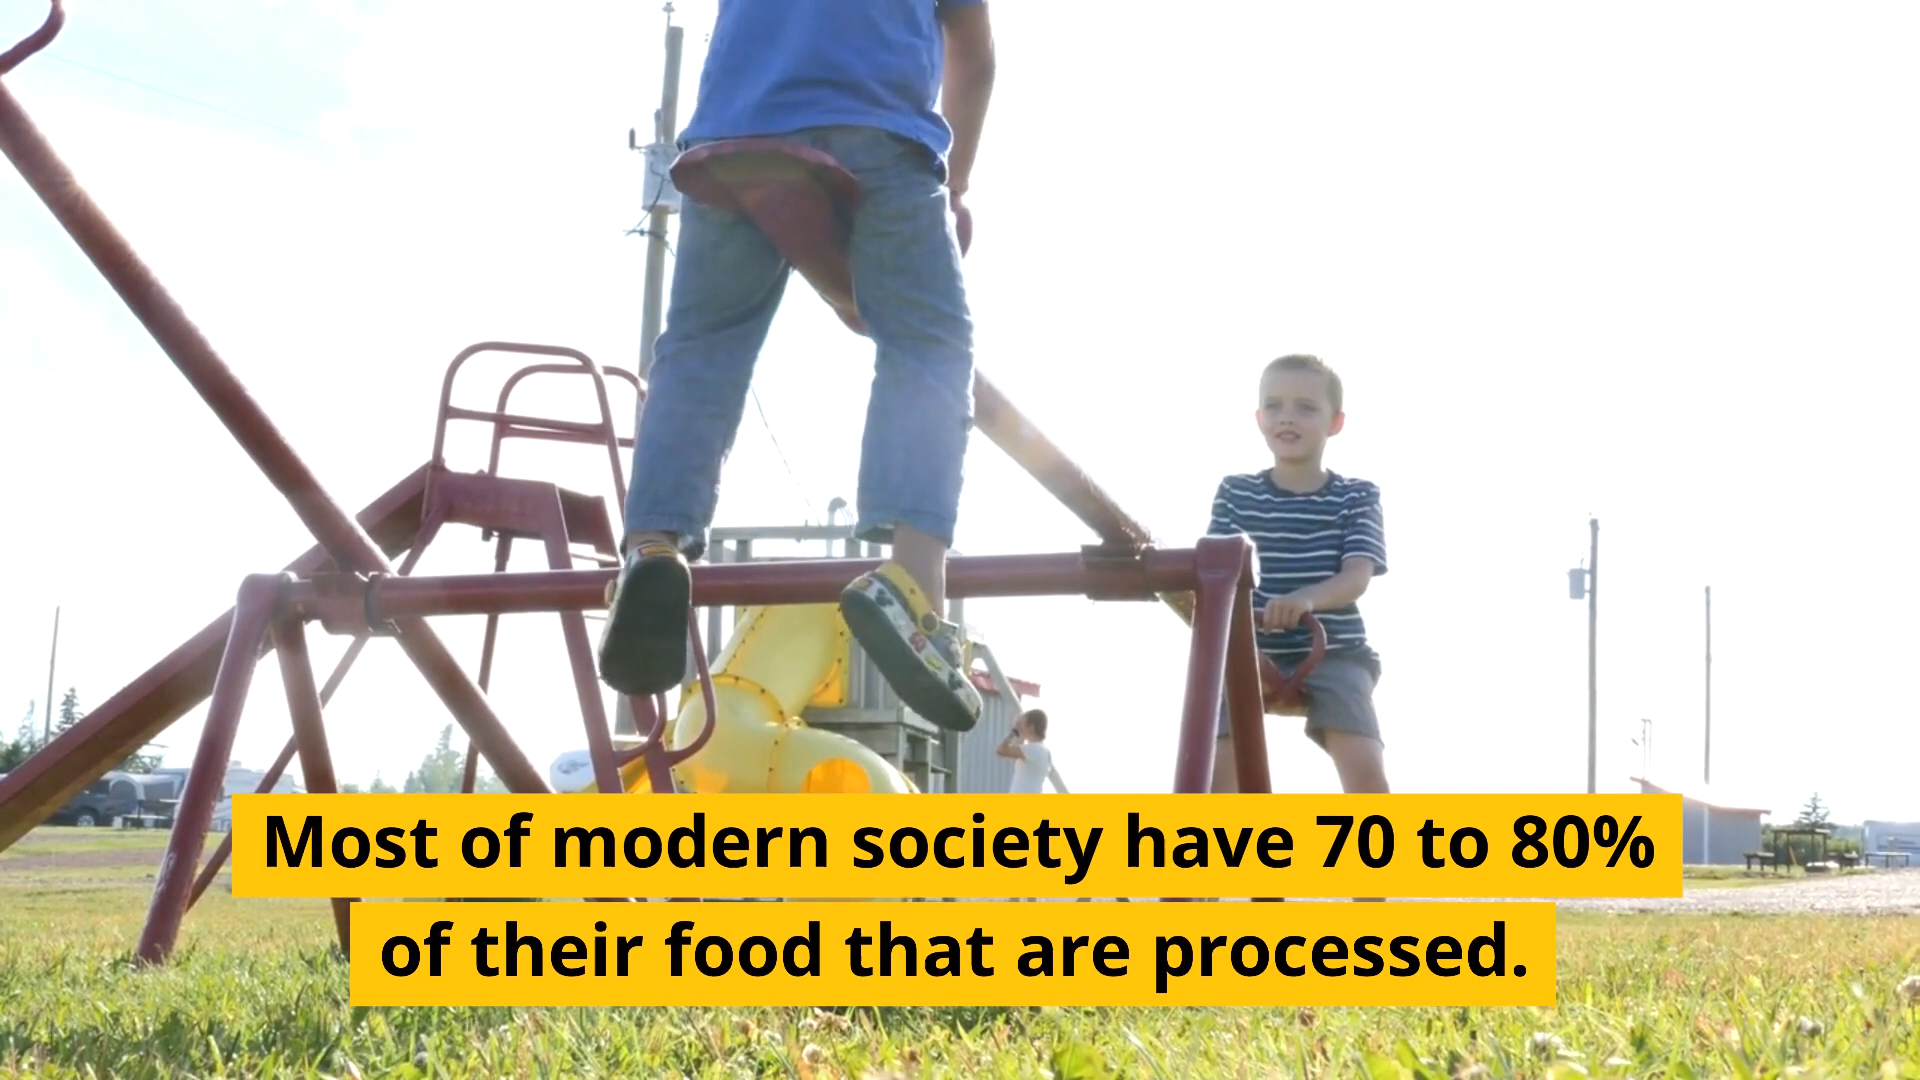 Most of modern society have 70 to 80%
of their food that are processed.